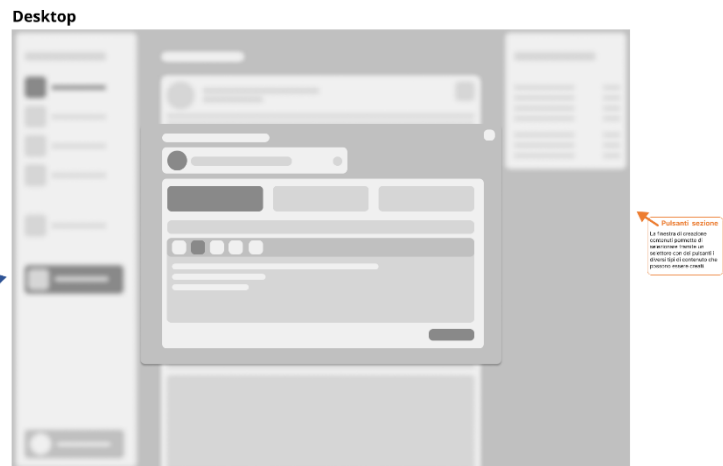 Desktop
Pulsanti sezione
La finestra di creazione
contenuti permette di
selezionare tramite un
selettore con dei pulsanti i
diversi tipi di contenuto che
possono essere creati